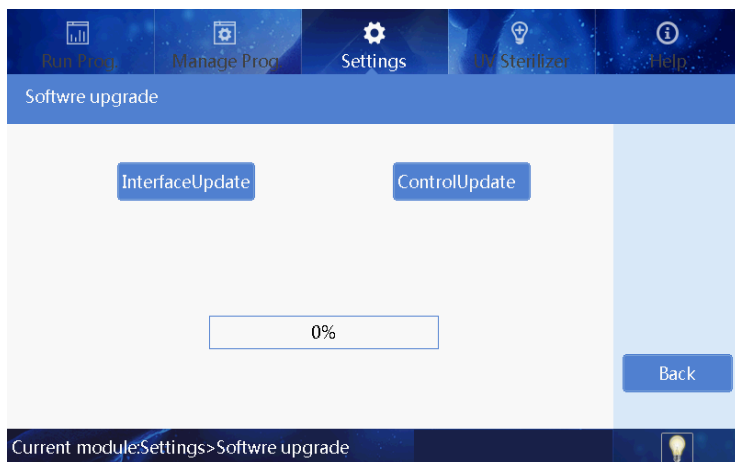 Run Prog. Manage Prog. Settings UV Sterilizer Help
Softwre upgrade
InterfaceUpdate ControlUpdate
0%
Back
Current module:Settings>Softwre upgrade